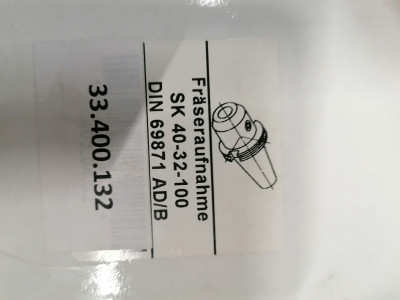 Fräseraufnahme
SK 40-32-100
DIN 69871 AD/B
33.400.132